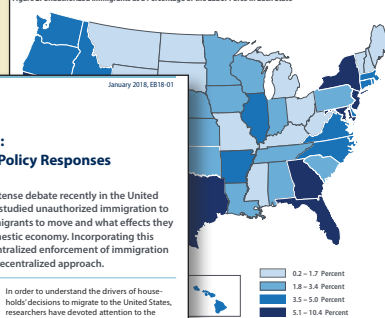 Figure 2: Unauthorized Immigrants as a Percentage of the Labor Force in Each State
January 2018, EB18-01
:
Policy Responses
tense debate recently in the United
studied unauthorized immigration to
migrants to move and what effects they
mestic economy. Incorporating this
ntralized enforcement of immigration
ecentralized approach.
In order to understand the drivers of house-
holds' decisions to migrate to the United States,
researchers have devoted attention to the
0.2 – 1.7 Percent
1.8 – 3.4 Percent
3.5 – 5.0 Percent
5.1 – 10.4 Percent